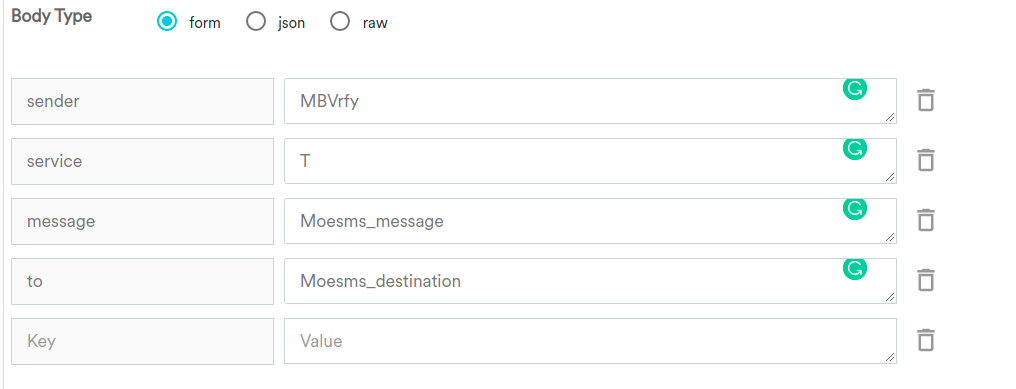 Body Type
form json raw
sender MBVrfy
service T
message Moesms_message
to Moesms_destination
Key Value